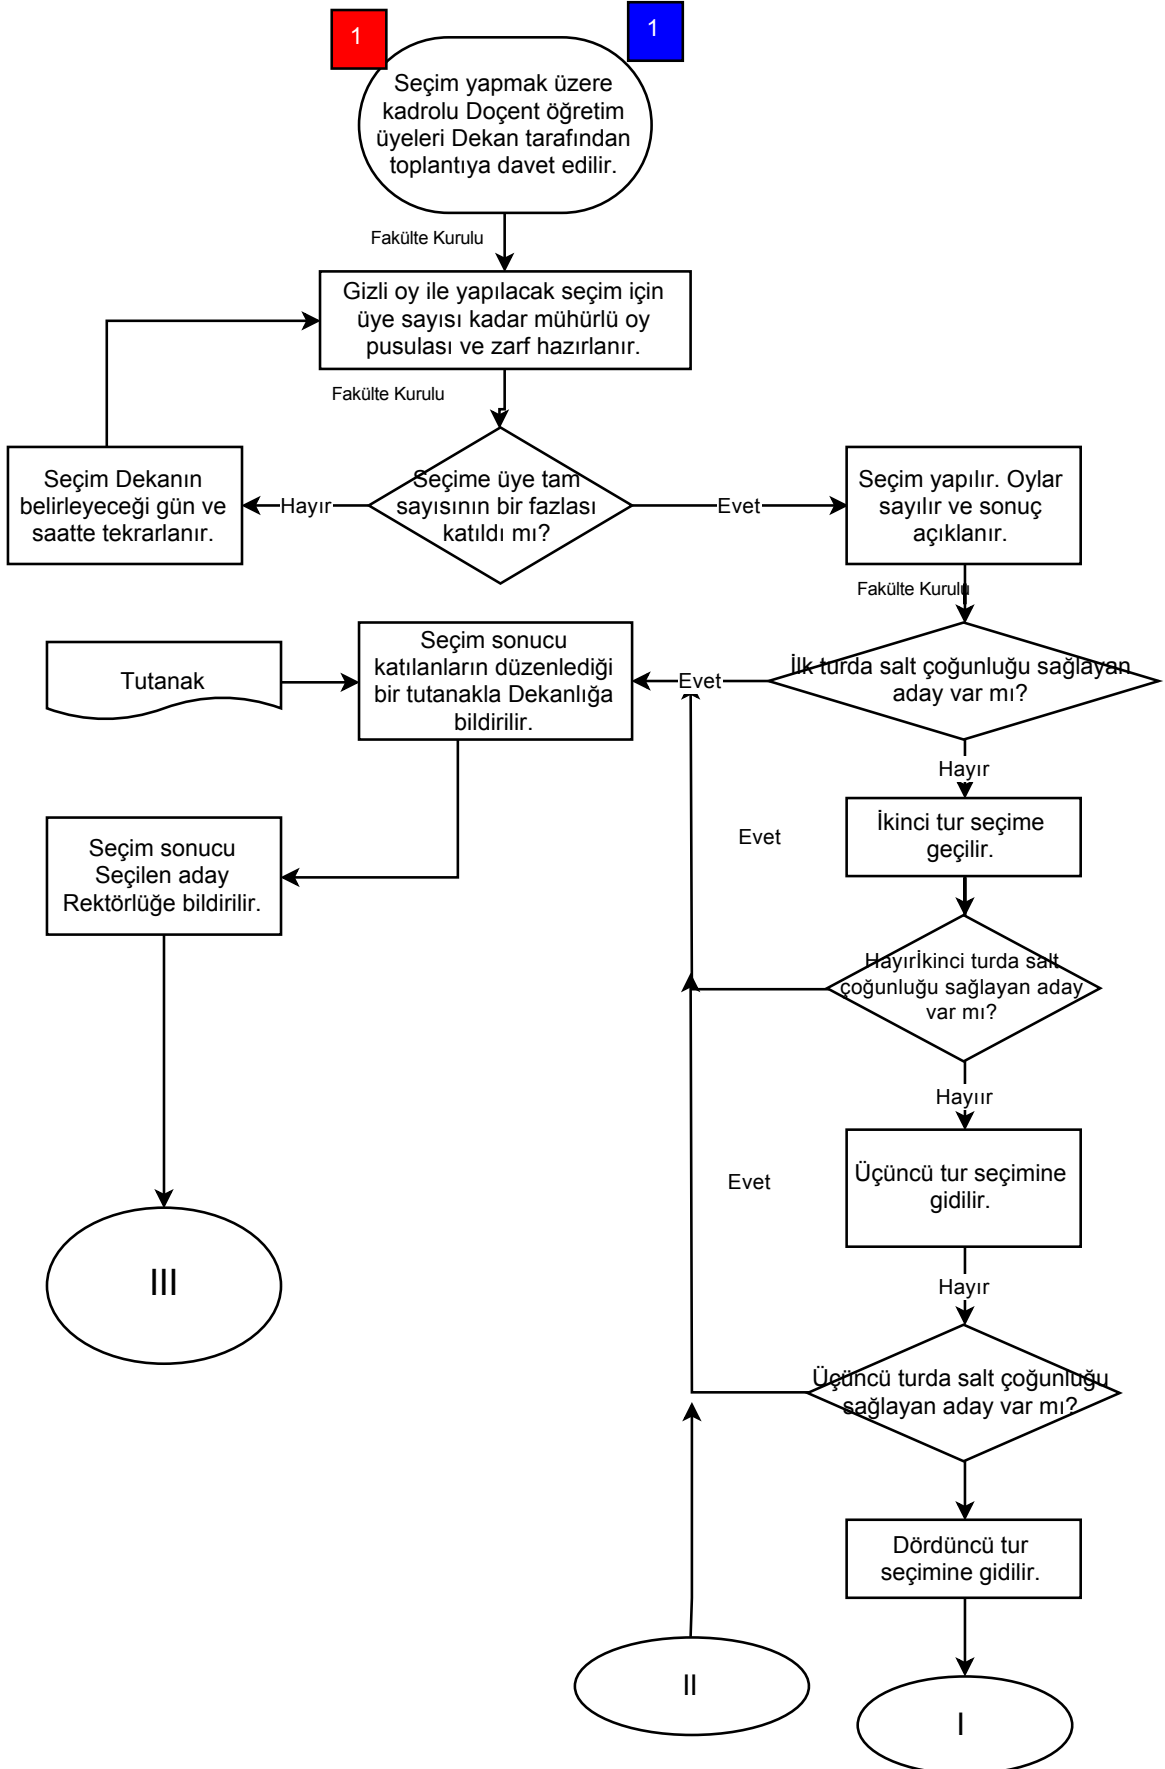 1
1
Seçim yapmak üzere
kadrolu Doçent öğretim
üyeleri Dekan tarafından
toplantıya davet edilir.
Fakülte Kurulu
Gizli oy ile yapılacak seçim için
üye sayısı kadar mühürlü oy
pusulası ve zarf hazırlanır.
Fakülte Kurulu
Seçim Dekanın
belirleyeceği gün ve
saatte tekrarlanır.
Hayır
Seçime üye tam
sayısının bir fazlası
katıldı mı?
Evet
Seçim yapılır. Oylar
sayılır ve sonuç
açıklanır.
Fakülte Kurulu
Tutanak
Seçim sonucu
katılanların düzenlediği
bir tutanakla Dekanlığa
bildirilir.
Evet
İlk turda salt çoğunluğu sağlayan
aday var mı?
Hayır
Seçim sonucu
Seçilen aday
Rektörlüğe bildirilir.
Evet
İkinci tur seçime
geçilir.
Hayırİkinci turda salt
çoğunluğu sağlayan aday
var mı?
Hayıır
Evet
Üçüncü tur seçimine
gidilir.
Hayır
III
Üçüncü turda salt çoğunluğu
sağlayan aday var mı?
Dördüncü tur
seçimine gidilir.
II
I